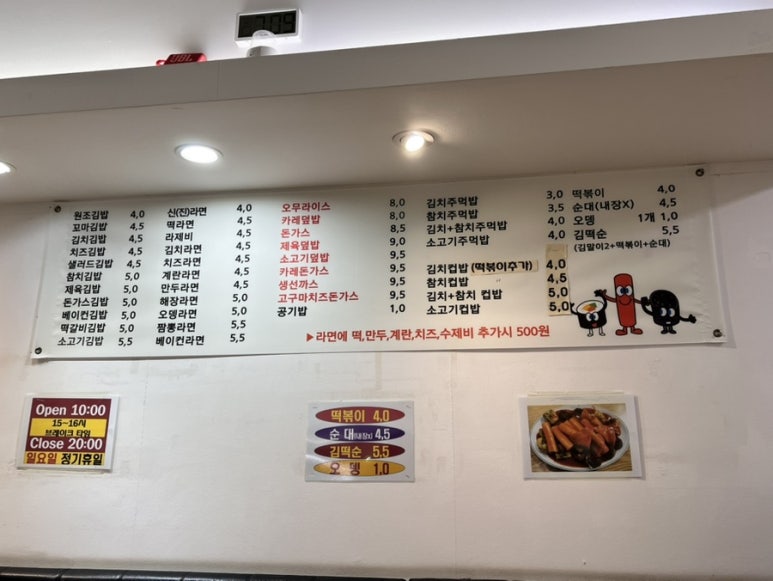 원조김밥 4,0
꼬마김밥 4,5
김치김밥 4,5
치즈김밥 4,5
샐러드김밥 4,5
참치김밥 5,0
제육김밥 5,0
돈가스김밥 5,0
베이컨김밥 5,5
떡갈비김밥 5,5
소고기김밥 5,5
신(진)라면 4,0
떡라면 4,5
라제비 4,5
김치라면 4,5
치즈라면 4,5
계란라면 4,5
만두라면 4,5
해장라면 5,0
오뎅라면 5,0
짬뽕라면 5,5
베이컨라면 5,5
오무라이스 8,0
카레덮밥 8,0
돈가스 8,5
제육덮밥 9,0
소고기덮밥 9,5
카레돈가스 9,5
생선까스 9,5
고구마치즈돈가스 9,5
공기밥 1,0
김치주먹밥 3,0
참치주먹밥 3,5
김치+참치주먹밥 4,0
소고기주먹밥 4,0
김치컵밥 (떡볶이추가) 4,0
참치컵밥 4,5
김치+참치 컵밥 4,5
소고기컵밥 5,0
떡볶이 4,0
순대(내장X) 4,5
오뎅 1개 1,0
김떡순 5,5
(김말이2+떡볶이+순대)
▶라면에 떡,만두,계란,치즈,수제비 추가시 500원
Open 10:00
15~16시
브레이크 타임
Close 20:00
일요일 정기휴일
떡볶이 4.0
순대(내장x) 4.5
김떡순 5.5
오뎅 1.0
JBL